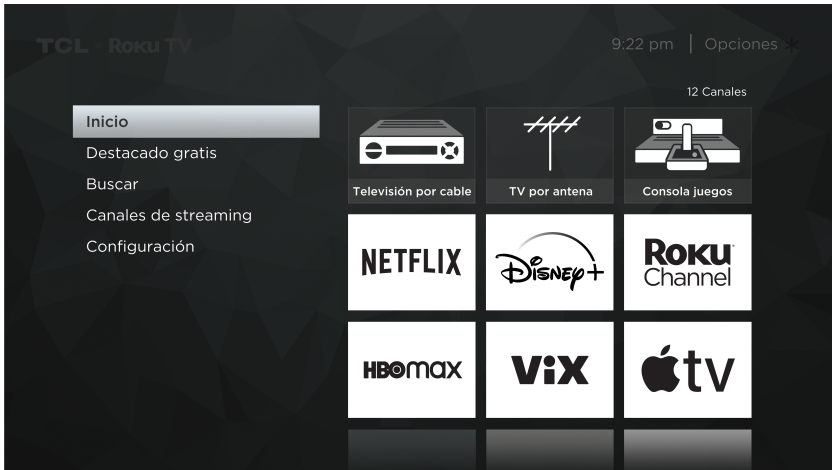 TCL · Roku TV
9:22 pm | Opciones
12 Canales
Inicio
Destacado gratis
Buscar
Canales de streaming
Configuración
Televisión por cable
TV por antena
Consola juegos
NETFLIX
Disney+
Roku Channel
HBOmax
ViX
tv